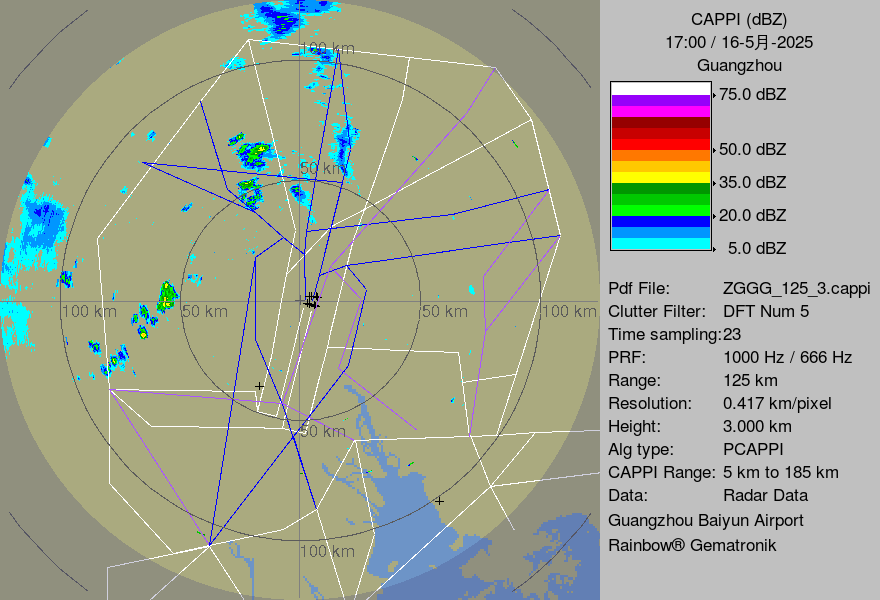 100 km
50 km
100 km
50 km
50 km
100 km
50 km
100 km
CAPPI (dBZ)
17:00 / 16-5月-2025
Guangzhou
75.0 dBZ
50.0 dBZ
35.0 dBZ
20.0 dBZ
5.0 dBZ
Pdf File: ZGGG_125_3.cappi
Clutter Filter: DFT Num 5
Time sampling:23
PRF: 1000 Hz / 666 Hz
Range: 125 km
Resolution: 0.417 km/pixel
Height: 3.000 km
Alg type: PCAPPI
CAPPI Range: 5 km to 185 km
Data: Radar Data
Guangzhou Baiyun Airport
Rainbow® Gematronik